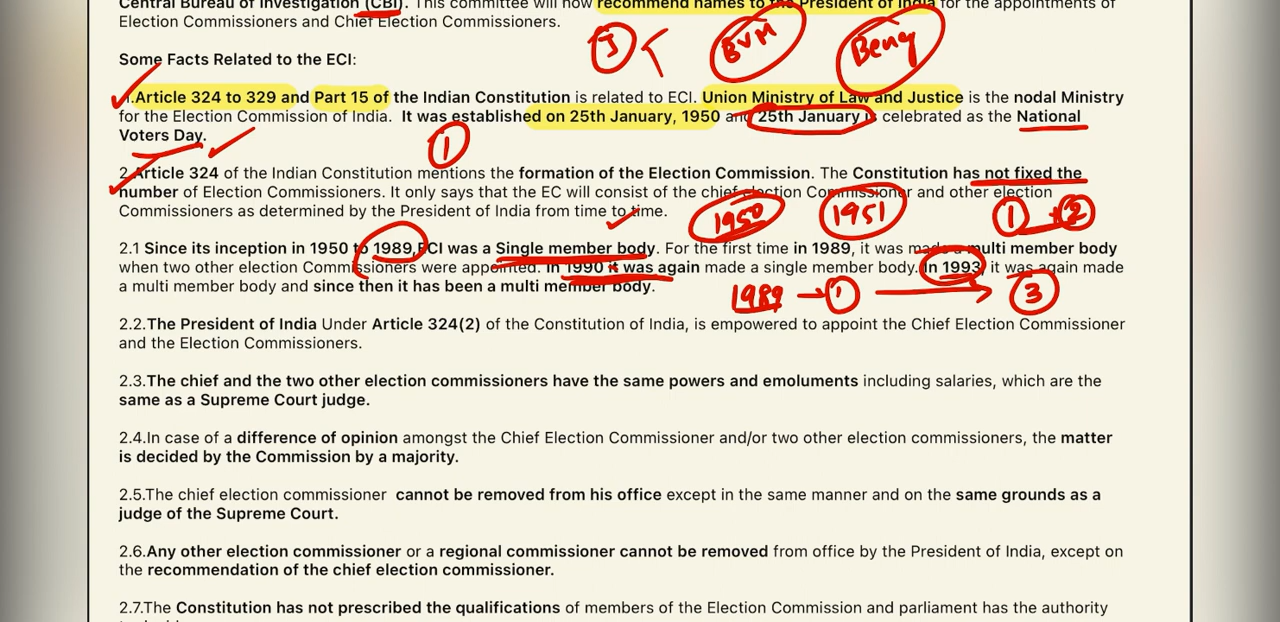 Central Bureau of Investigation (CBI). This committee will now recommend names to the President of India for the appointments of
Election Commissioners and Chief Election Commissioners.
J
BVM
Beng
Some Facts Related to the ECI:
1.Article 324 to 329 and Part 15 of the Indian Constitution is related to ECI. Union Ministry of Law and Justice is the nodal Ministry
for the Election Commission of India. It was established on 25th January, 1950 and 25th January is celebrated as the National
Voters Day.
1
2.Article 324 of the Indian Constitution mentions the formation of the Election Commission. The Constitution has not fixed the
number of Election Commissioners. It only says that the EC will consist of the chief election Commissioner and other election
Commissioners as determined by the President of India from time to time.
1950 1951 1 2
2.1 Since its inception in 1950 to 1989,ECI was a Single member body. For the first time in 1989, it was made a multi member body
when two other election Commissioners were appointed. In 1990 it was again made a single member body. In 1993, it was again made
a multi member body and since then it has been a multi member body.
1989 → 1 → 3
2.2.The President of India Under Article 324(2) of the Constitution of India, is empowered to appoint the Chief Election Commissioner
and the Election Commissioners.
2.3.The chief and the two other election commissioners have the same powers and emoluments including salaries, which are the
same as a Supreme Court judge.
2.4.In case of a difference of opinion amongst the Chief Election Commissioner and/or two other election commissioners, the matter
is decided by the Commission by a majority.
2.5.The chief election commissioner cannot be removed from his office except in the same manner and on the same grounds as a
judge of the Supreme Court.
2.6.Any other election commissioner or a regional commissioner cannot be removed from office by the President of India, except on
the recommendation of the chief election commissioner.
2.7.The Constitution has not prescribed the qualifications of members of the Election Commission and parliament has the authority